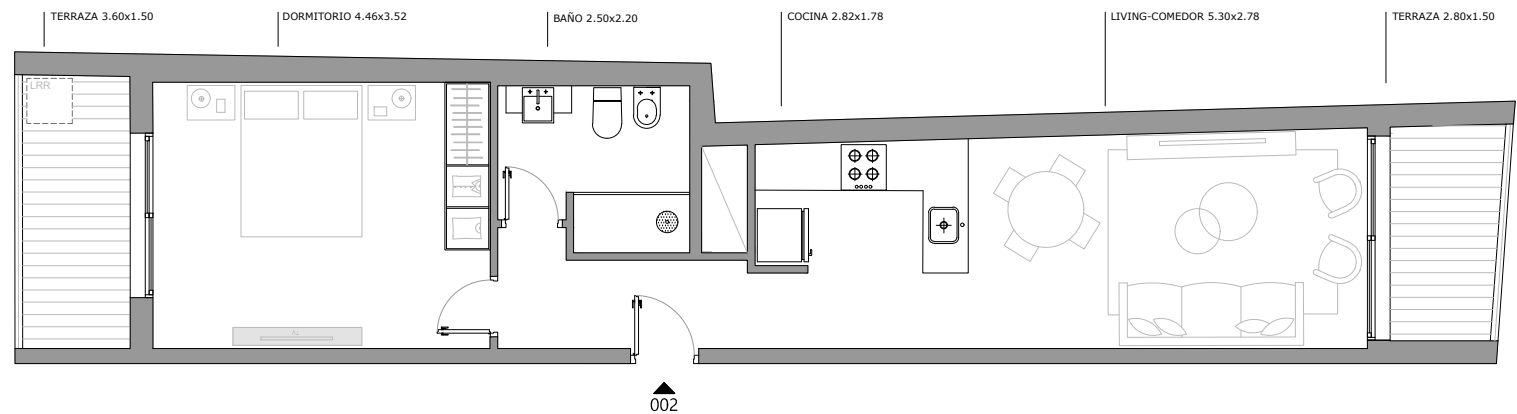 TERRAZA 3.60x1.50
DORMITORIO 4.46x3.52
BAÑO 2.50x2.20
COCINA 2.82x1.78
LIVING-COMEDOR 5.30x2.78
TERRAZA 2.80x1.50
LRR
002